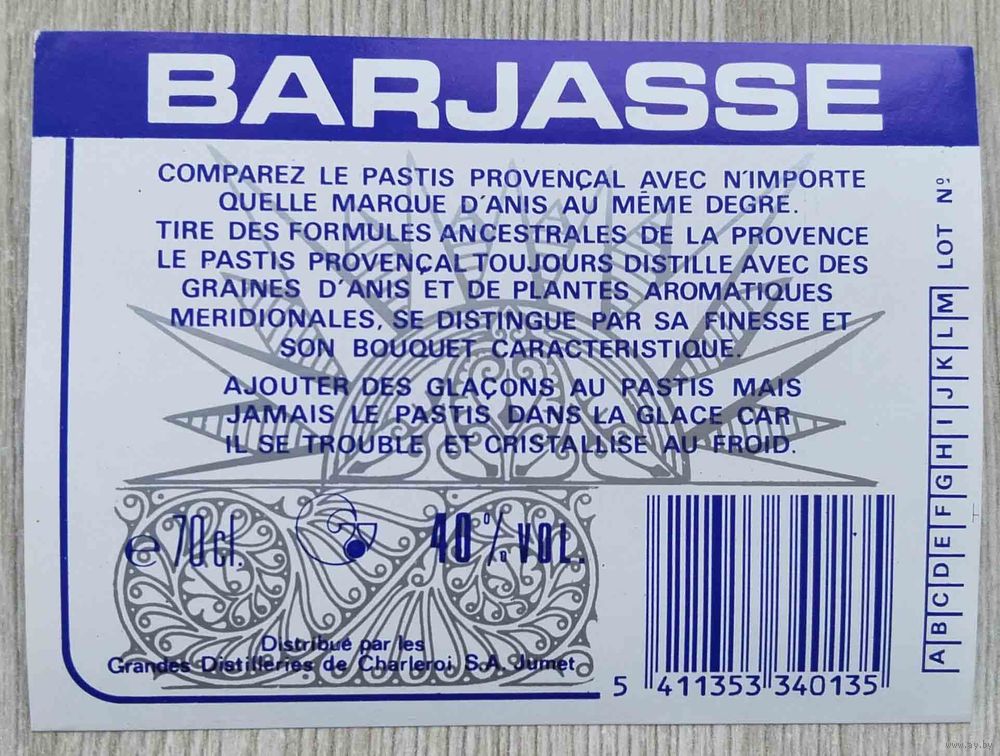 BARJASSE
COMPAREZ LE PASTIS PROVENÇAL AVEC N'IMPORTE
QUELLE MARQUE D'ANIS AU MÊME DEGRE.
TIRE DES FORMULES ANCESTRALES DE LA PROVENCE
LE PASTIS PROVENÇAL TOUJOURS DISTILLE AVEC DES
GRAINES D'ANIS ET DE PLANTES AROMATIQUES
MERIDIONALES, SE DISTINGUE PAR SA FINESSE ET
SON BOUQUET CARACTERISTIQUE.
AJOUTER DES GLAÇONS AU PASTIS MAIS
JAMAIS LE PASTIS DANS LA GLACE CAR
IL SE TROUBLE ET CRISTALLISE AU FROID.
e 70 cl. 40 % VOL.
Distribué par les
Grandes Distilleries de Charleroi S.A. Jumet
5 411353 340135
A B C D E F G H I J K L M LOT Nº
www.ay.by